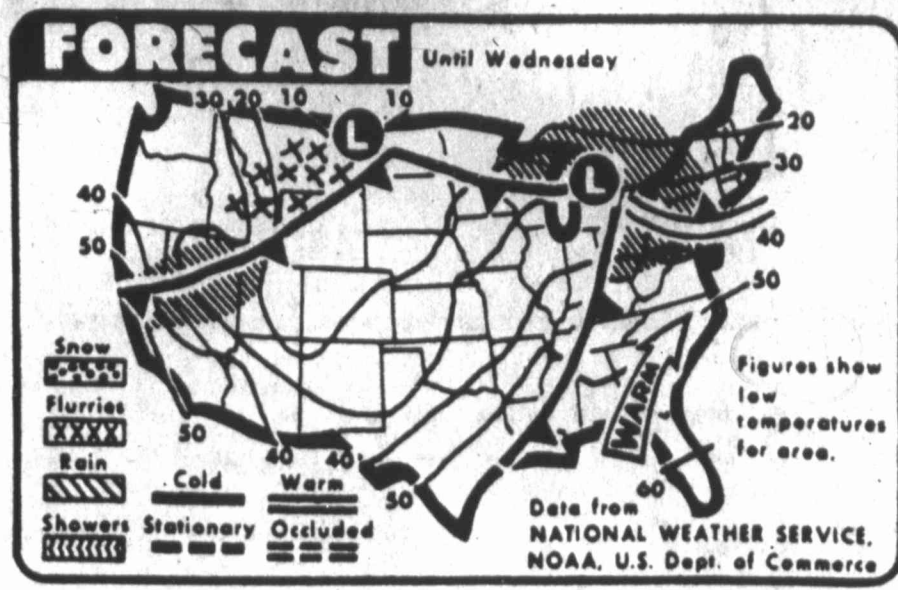 FORECAST
Until Wednesday
30 20 10 10
L
L
20
30
40
50
40
50
50
40
40
50
60
WARM
Snow
Flurries
XXXX
Rain
Showers
Cold
Warm
Stationary
Occluded
Figures show
low
temperatures
for area.
Data from
NATIONAL WEATHER SERVICE,
NOAA, U.S. Dept. of Commerce